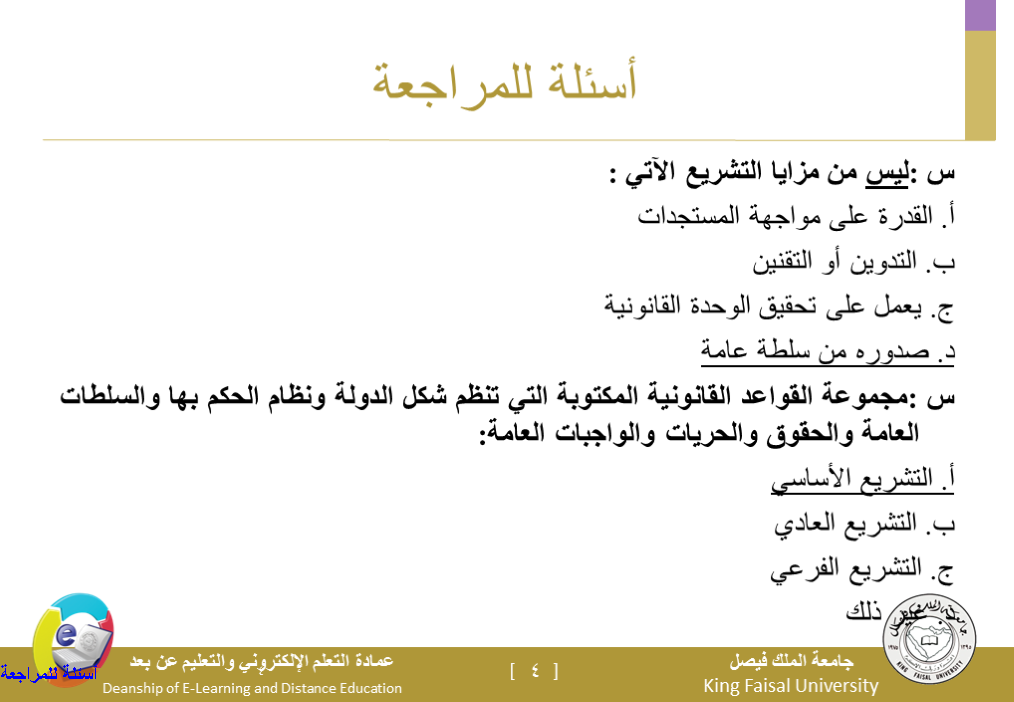 أسئلة للمراجعة
س :ليس من مزايا التشريع الآتي :
أ. القدرة على مواجهة المستجدات
ب. التدوين أو التقنين
ج. يعمل على تحقيق الوحدة القانونية
د. صدوره من سلطة عامة
س :مجموعة القواعد القانونية المكتوبة التي تنظم شكل الدولة ونظام الحكم بها والسلطات
العامة والحقوق والحريات والواجبات العامة:
أ. التشريع الأساسي
ب. التشريع العادي
ج. التشريع الفرعي
ذلك
جامعة الملك فيصل
King Faisal University
[ ٤ ]
عمادة التعلم الإلكتروني والتعليم عن بعد
Deanship of E-Learning and Distance Education
أسئلة للمراجعة
KING FAISAL UNIVERSITY